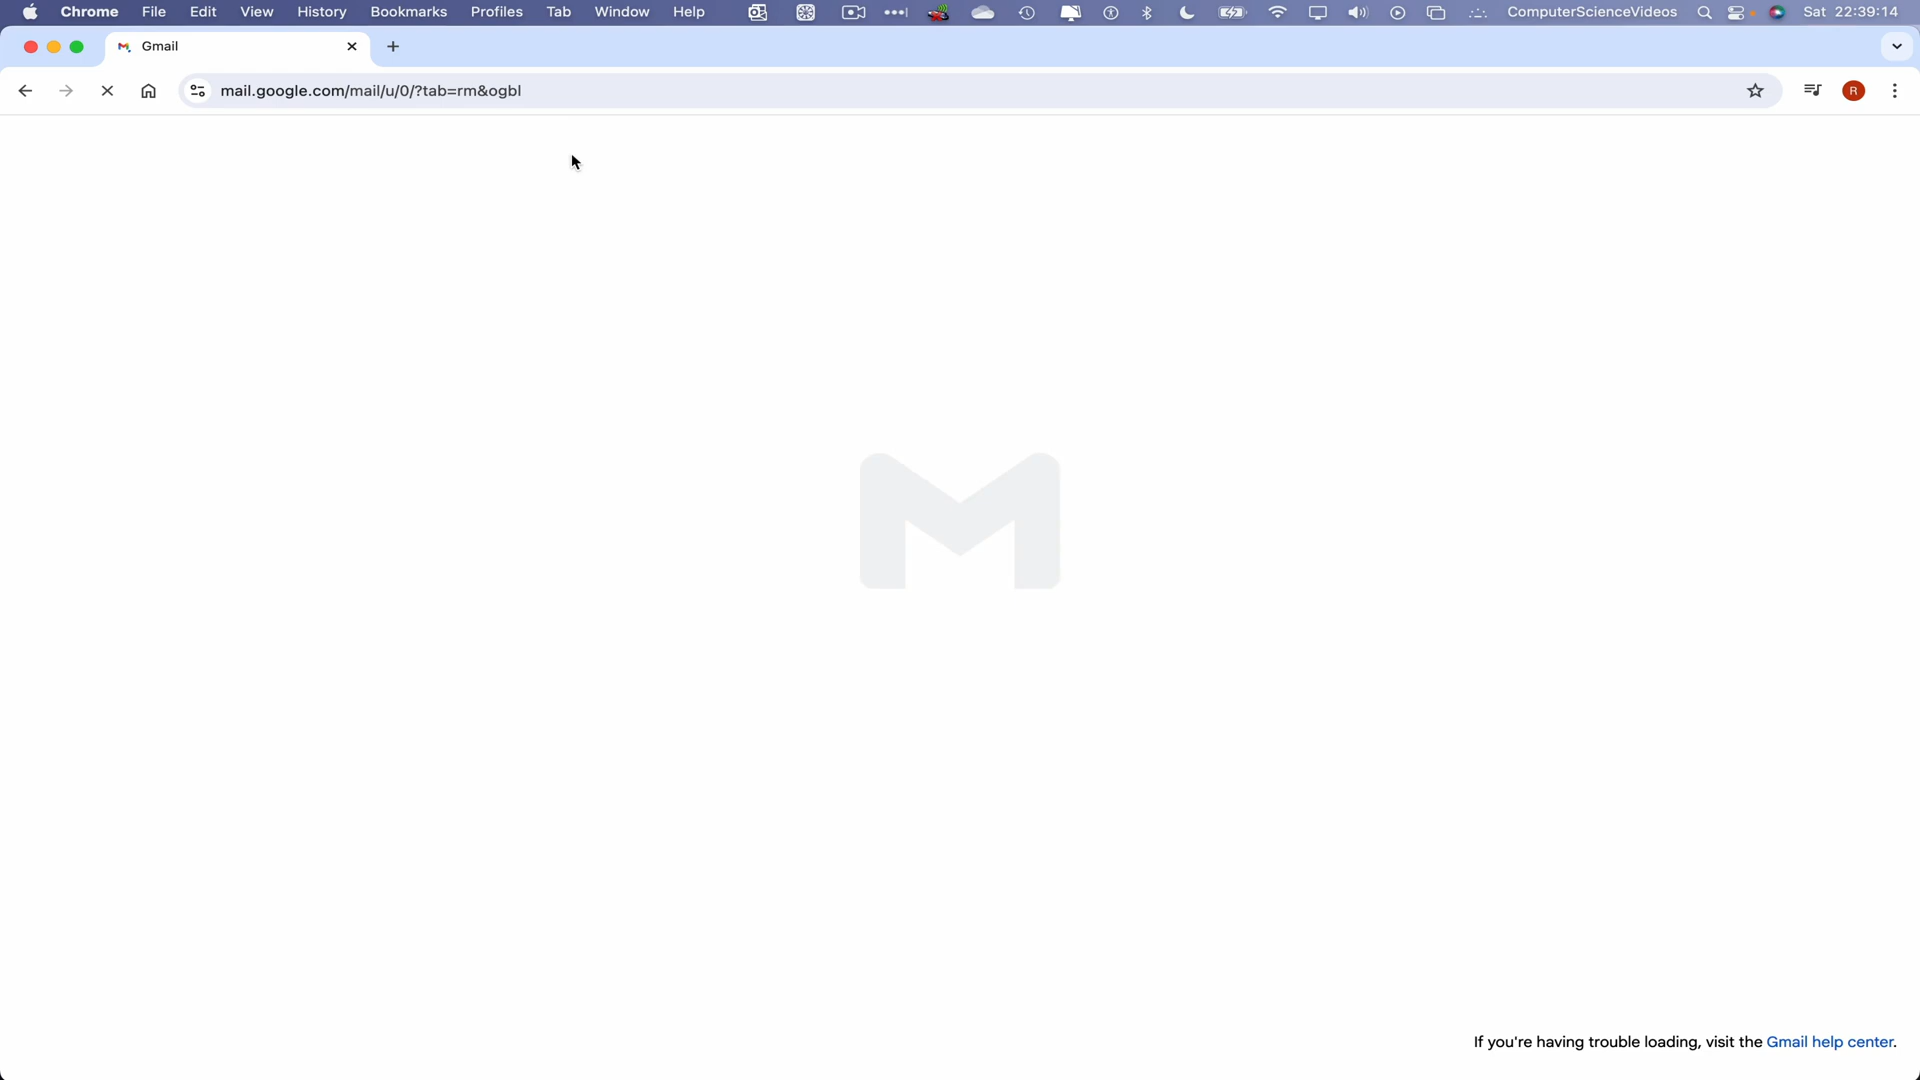 Chrome File Edit View History Bookmarks Profiles Tab Window Help ComputerScienceVideos Sat 22:39:14
Gmail
mail.google.com/mail/u/0/?tab=rm&ogbl R
If you're having trouble loading, visit the Gmail help center.